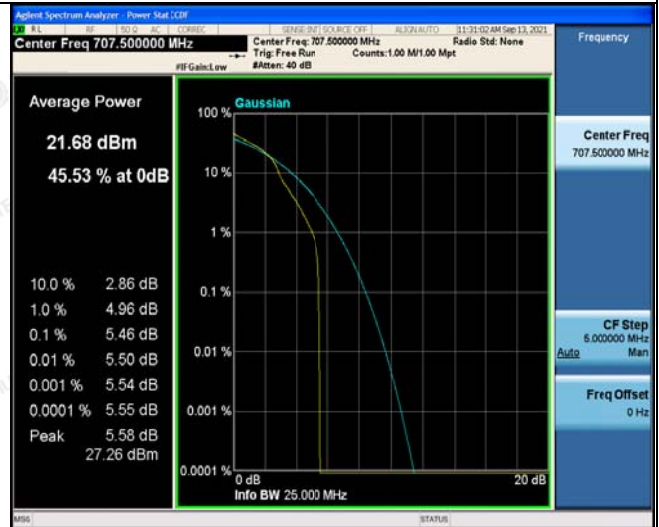 Agilent Spectrum Analyzer - Power Stat CCDF
RL RF 50 Ω AC CORREC SENSE:INT SOURCE OFF ALIGN AUTO 11:31:02 AM Sep 13, 2021
Center Freq 707.500000 MHz
Center Freq: 707.500000 MHz Radio Std: None
Trig: Free Run Counts:1.00 M/1.00 Mpt
#IFGain:Low #Atten: 40 dB
Frequency
Average Power
21.68 dBm
45.53 % at 0dB
10.0 % 2.86 dB
1.0 % 4.96 dB
0.1 % 5.46 dB
0.01 % 5.50 dB
0.001 % 5.54 dB
0.0001 % 5.55 dB
Peak 5.58 dB
27.26 dBm
Gaussian
100 %
10 %
1 %
0.1 %
0.01 %
0.001 %
0.0001 %
0 dB 20 dB
Info BW 25.000 MHz
Center Freq
707.500000 MHz
CF Step
5.000000 MHz
Auto Man
Freq Offset
0 Hz
MSG STATUS